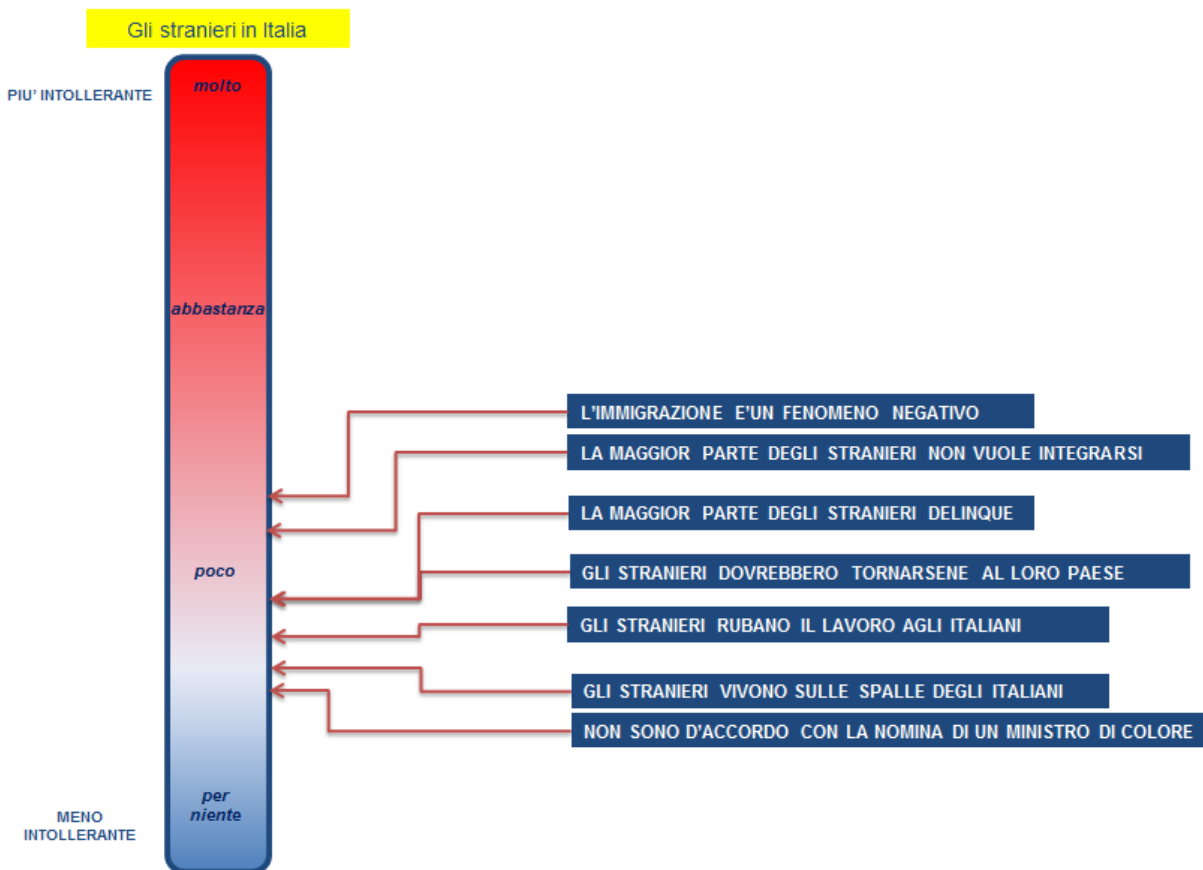 Gli stranieri in Italia
PIU' INTOLLERANTE
molto
abbastanza
L'IMMIGRAZIONE E'UN FENOMENO NEGATIVO
LA MAGGIOR PARTE DEGLI STRANIERI NON VUOLE INTEGRARSI
LA MAGGIOR PARTE DEGLI STRANIERI DELINQUE
poco
GLI STRANIERI DOVREBBERO TORNARSENE AL LORO PAESE
GLI STRANIERI RUBANO IL LAVORO AGLI ITALIANI
GLI STRANIERI VIVONO SULLE SPALLE DEGLI ITALIANI
NON SONO D'ACCORDO CON LA NOMINA DI UN MINISTRO DI COLORE
per
niente
MENO
INTOLLERANTE